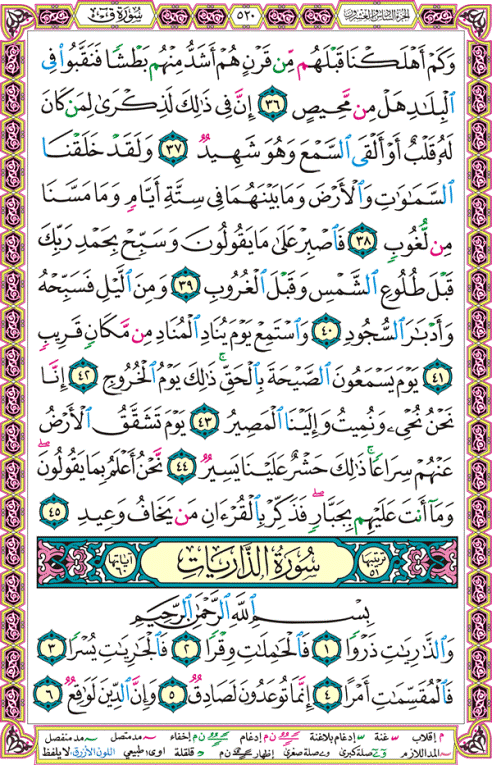 الجزء السادس والعشرون ٥٢٠ سُورَةُ قٓ
وَكَمْ أَهْلَكْنَا قَبْلَهُم مِّن قَرْنٍ هُمْ أَشَدُّ مِنْهُم بَطْشًا فَنَقَّبُوا۟ فِى
ٱلْبِلَٰدِ هَلْ مِن مَّحِيصٍ ٣٦ إِنَّ فِى ذَٰلِكَ لَذِكْرَىٰ لِمَن كَانَ
لَهُۥ قَلْبٌ أَوْ أَلْقَى ٱلسَّمْعَ وَهُوَ شَهِيدٌ ٣٧ وَلَقَدْ خَلَقْنَا
ٱلسَّمَٰوَٰتِ وَٱلْأَرْضَ وَمَا بَيْنَهُمَا فِى سِتَّةِ أَيَّامٍ وَمَا مَسَّنَا
مِن لُّغُوبٍ ٣٨ فَٱصْبِرْ عَلَىٰ مَا يَقُولُونَ وَسَبِّحْ بِحَمْدِ رَبِّكَ
قَبْلَ طُلُوعِ ٱلشَّمْسِ وَقَبْلَ ٱلْغُرُوبِ ٣٩ وَمِنَ ٱلَّيْلِ فَسَبِّحْهُ
وَأَدْبَٰرَ ٱلسُّجُودِ ٤٠ وَٱسْتَمِعْ يَوْمَ يُنَادِ ٱلْمُنَادِ مِن مَّكَانٍ قَرِيبٍ
٤١ يَوْمَ يَسْمَعُونَ ٱلصَّيْحَةَ بِٱلْحَقِّ ۚ ذَٰلِكَ يَوْمُ ٱلْخُرُوجِ ٤٢ إِنَّا
نَحْنُ نُحْىِۦ وَنُمِيتُ وَإِلَيْنَا ٱلْمَصِيرُ ٤٣ يَوْمَ تَشَقَّقُ ٱلْأَرْضُ
عَنْهُمْ سِرَاعًا ۚ ذَٰلِكَ حَشْرٌ عَلَيْنَا يَسِيرٌ ٤٤ نَّحْنُ أَعْلَمُ بِمَا يَقُولُونَ ۖ
وَمَآ أَنتَ عَلَيْهِم بِجَبَّارٍ ۖ فَذَكِّرْ بِٱلْقُرْءَانِ مَن يَخَافُ وَعِيدِ ٤٥
ترتيبها ٥١ سُورَةُ الذَّارِيَاتِ آياتها ٦٠
بِسْمِ ٱللَّهِ ٱلرَّحْمَٰنِ ٱلرَّحِيمِ
وَٱلذَّٰرِيَٰتِ ذَرْوًا ١ فَٱلْحَٰمِلَٰتِ وِقْرًا ٢ فَٱلْجَٰرِيَٰتِ يُسْرًا ٣
فَٱلْمُقَسِّمَٰتِ أَمْرًا ٤ إِنَّمَا تُوعَدُونَ لَصَادِقٌ ٥ وَإِنَّ ٱلدِّينَ لَوَٰقِعٌ ٦
م إقلاب س غنة س إدغام بلاغنة ن م إدغام ن م إخفاء مد متصل مد منفصل
المد اللازم صلة كبرى وصلة صغرى إظهار ن م قلقلة اوى: طبيعي اللون الأزرق: لا يلفظ